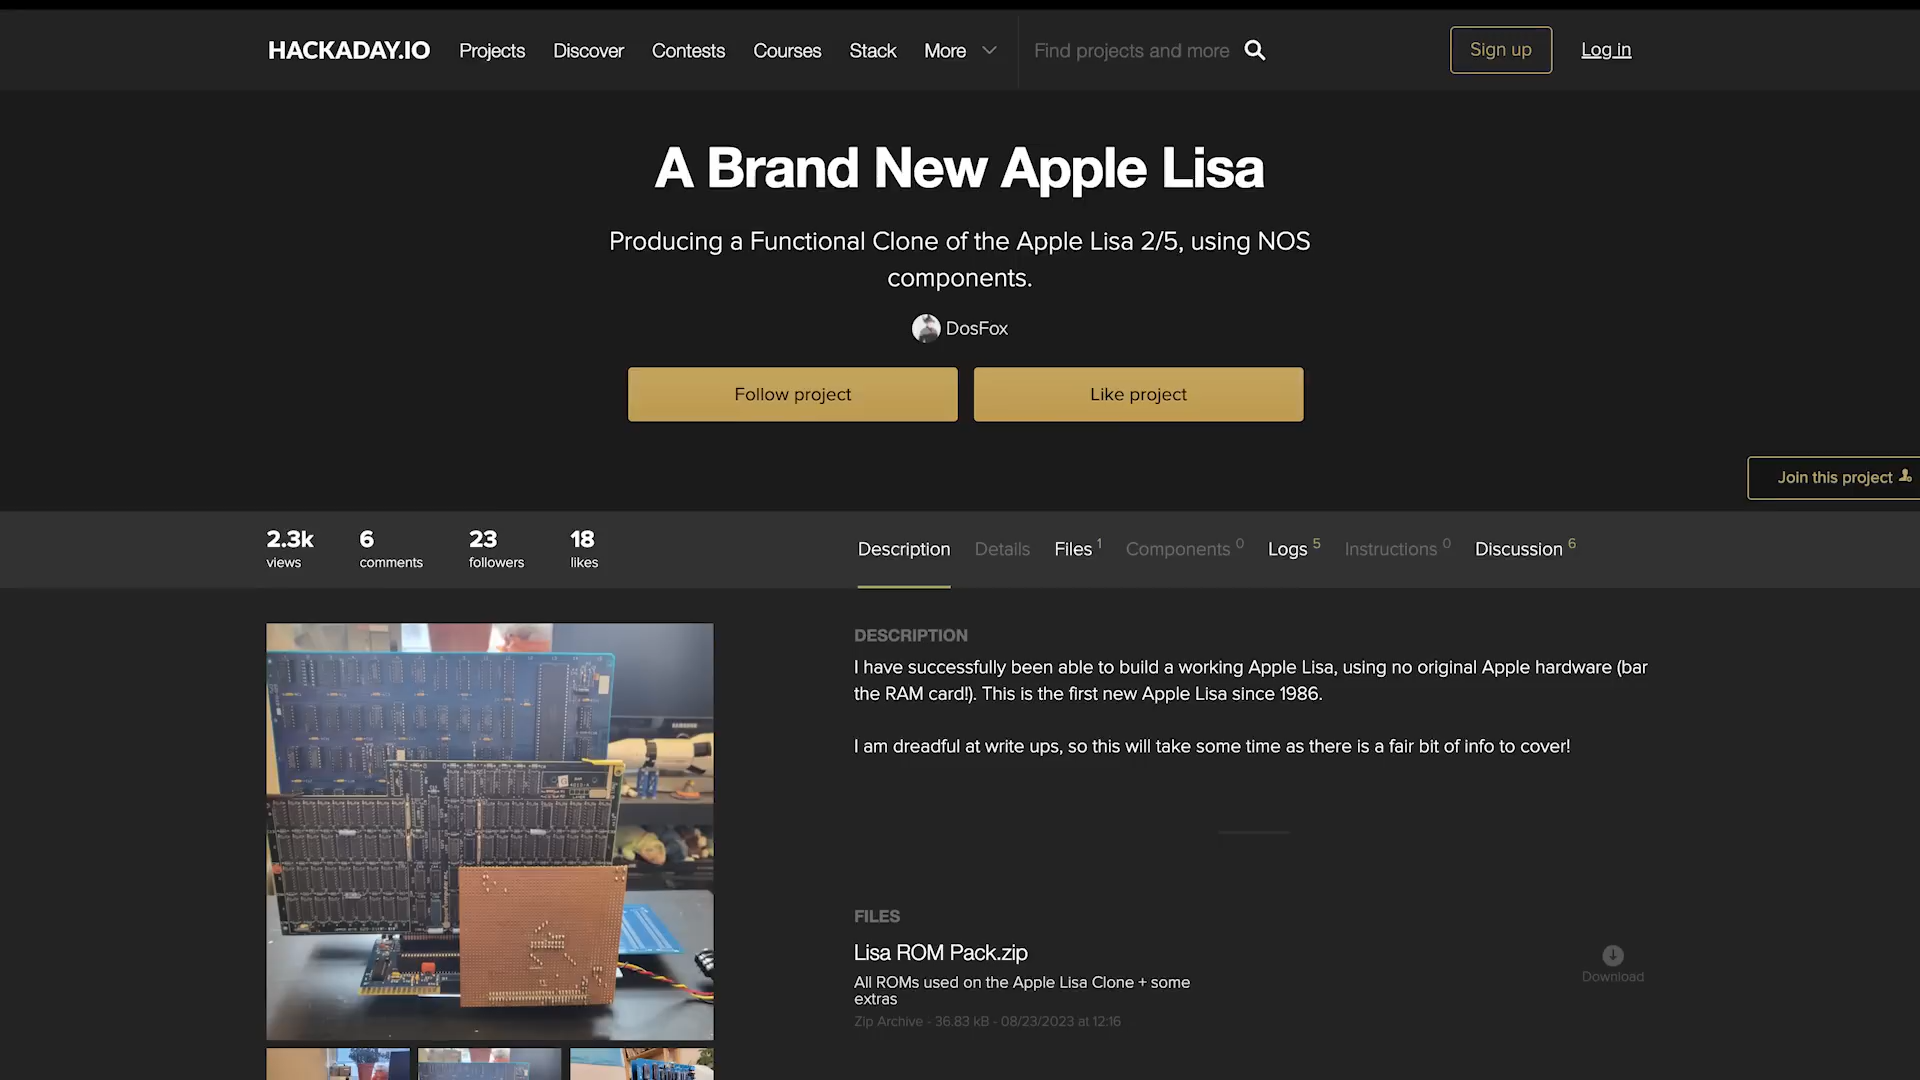 HACKADAY.IO Projects Discover Contests Courses Stack More Find projects and more Sign up Log in
A Brand New Apple Lisa
Producing a Functional Clone of the Apple Lisa 2/5, using NOS
components.
DosFox
Follow project Like project
Join this project
2.3k views 6 comments 23 followers 18 likes
Description Details Files 1 Components 0 Logs 5 Instructions 0 Discussion 6
DESCRIPTION
I have successfully been able to build a working Apple Lisa, using no original Apple hardware (bar
the RAM card!). This is the first new Apple Lisa since 1986.
I am dreadful at write ups, so this will take some time as there is a fair bit of info to cover!
SAMSUNG
FILES
Lisa ROM Pack.zip
All ROMs used on the Apple Lisa Clone + some
extras
Zip Archive - 36.83 kB - 08/23/2023 at 12:16
Download